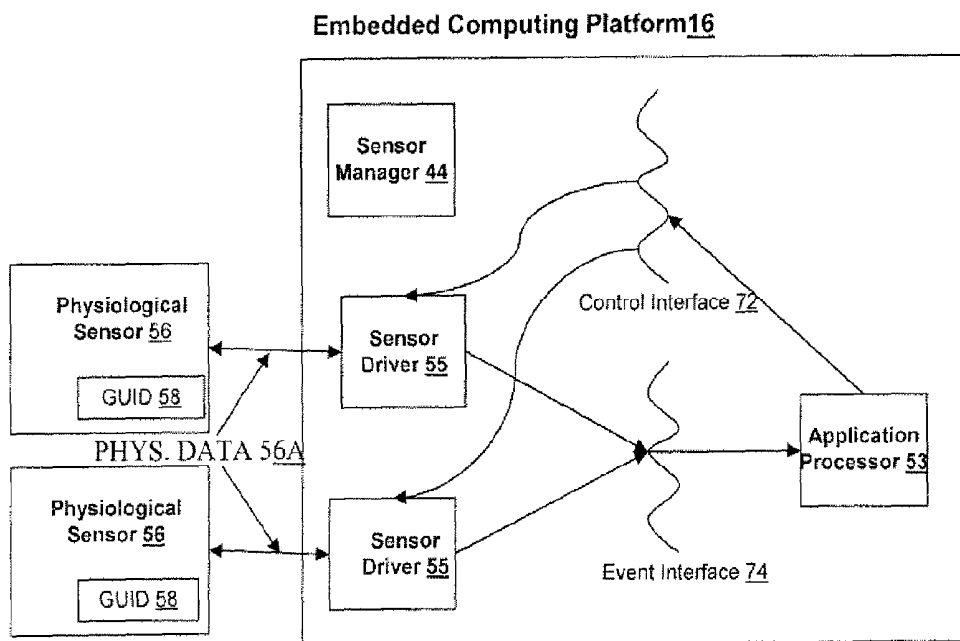 Embedded Computing Platform16
Sensor
Manager 44
Physiological
Sensor 56
GUID 58
Control Interface 72
Sensor
Driver 55
PHYS. DATA 56A
Application
Processor 53
Physiological
Sensor 56
GUID 58
Sensor
Driver 55
Event Interface 74